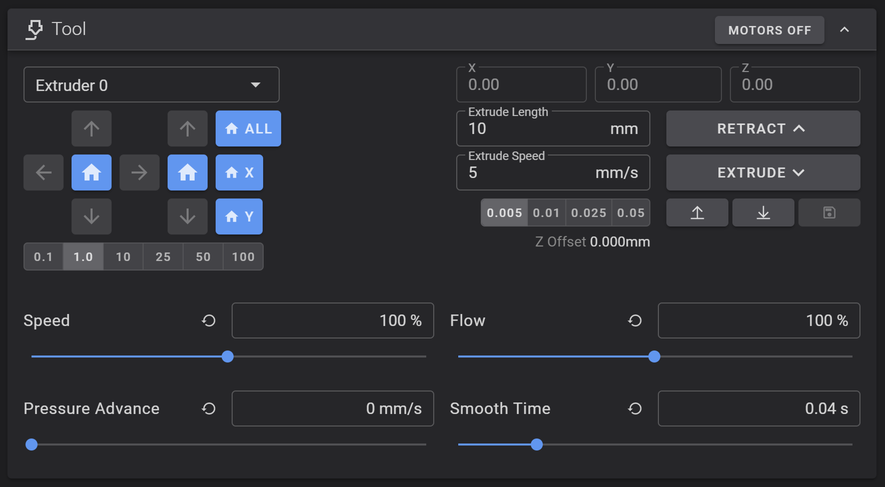 Tool
MOTORS OFF
Extruder 0
X
0.00
Y
0.00
Z
0.00
ALL
X
Y
0.1 1.0 10 25 50 100
Extrude Length
10 mm
RETRACT
Extrude Speed
5 mm/s
EXTRUDE
0.005 0.01 0.025 0.05
Z Offset 0.000mm
Speed 100 %
Flow 100 %
Pressure Advance 0 mm/s
Smooth Time 0.04 s